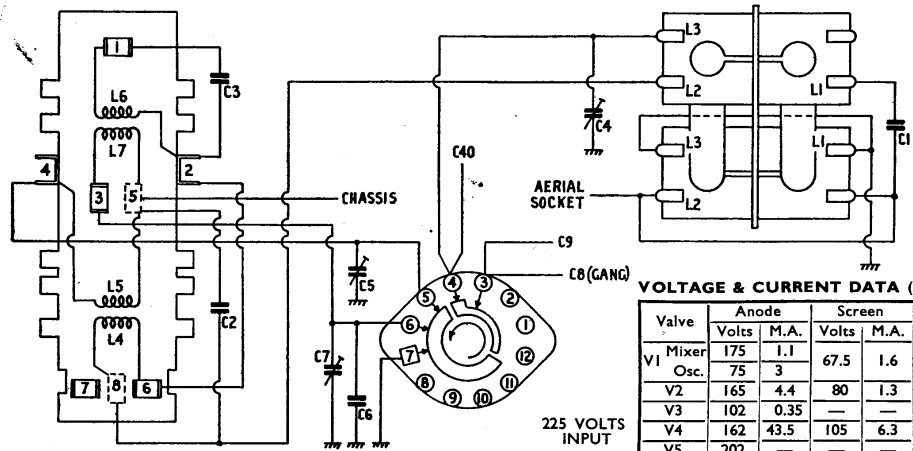 1
L6
C3
L7
4
2
3
5
CHASSIS
L5
C2
L4
7
8
6
C5
C7
C6
C40
C4
AERIAL
SOCKET
C9
C8 (GANG)
5
4
3
2
6
1
7
12
8
11
9
10
L3
L2
L1
C1
L3
L1
L2
225 VOLTS
INPUT
VOLTAGE & CURRENT DATA (
Valve Anode Screen
Volts M.A. Volts M.A.
V1 Mixer 175 1.1 67.5 1.6
Osc. 75 3
V2 165 4.4 80 1.3
V3 102 0.35 — —
V4 162 43.5 105 6.3
V5 202 — — —